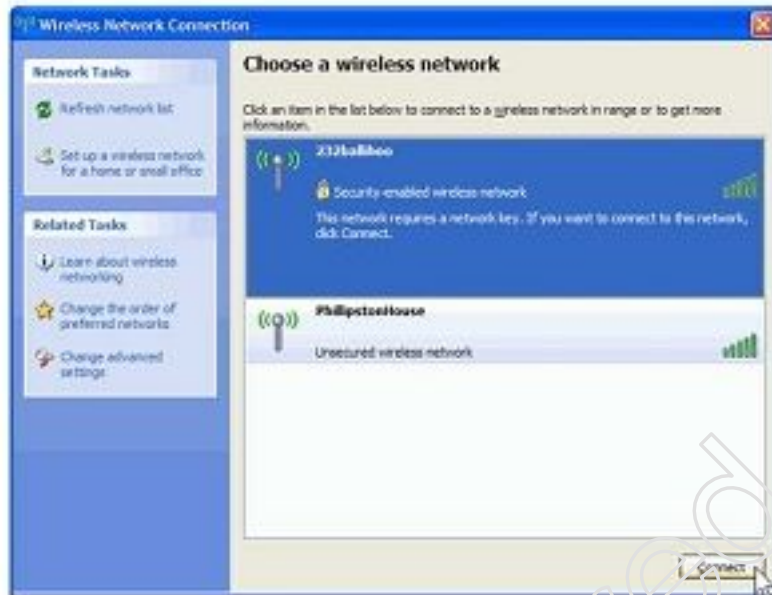 Wireless Network Connection
Network Tasks
Refresh network list
Set up a wireless network
for a home or small office
Related Tasks
Learn about wireless
networking
Change the order of
preferred networks
Change advanced
settings
Choose a wireless network
Click an item in the list below to connect to a wireless network in range or to get more
information.
Security-enabled wireless network
This network requires a network key. If you want to connect to this network,
click Connect.
PhillipstonHouse
Unsecured wireless network
Connect